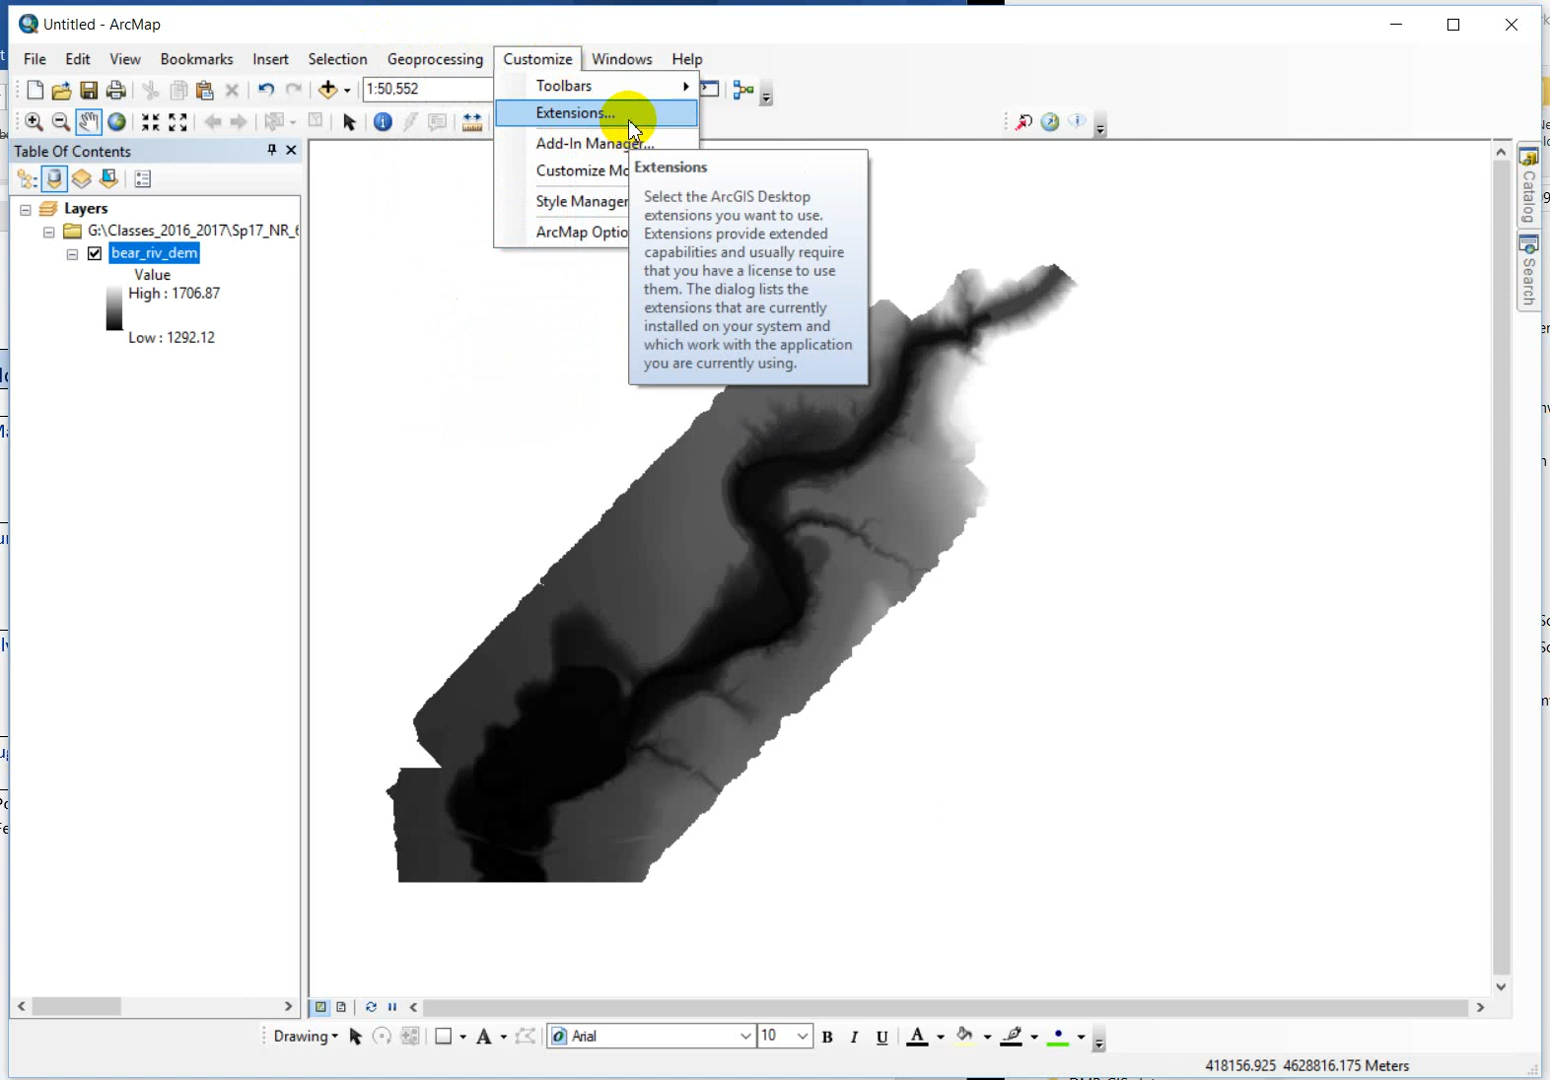 Untitled - ArcMap
File Edit View Bookmarks Insert Selection Geoprocessing Customize Windows Help
1:50,552
Toolbars
Extensions...
Add-In Manager...
Customize Mo
Style Manager
ArcMap Optio
Extensions
Select the ArcGIS Desktop
extensions you want to use.
Extensions provide extended
capabilities and usually require
that you have a license to use
them. The dialog lists the
extensions that are currently
installed on your system and
which work with the application
you are currently using.
Table Of Contents
Layers
G:\Classes_2016_2017\Sp17_NR_6
bear_riv_dem
Value
High : 1706.87
Low : 1292.12
Catalog
Search
Drawing
A
Arial
10
B I U A
418156.925 4628816.175 Meters